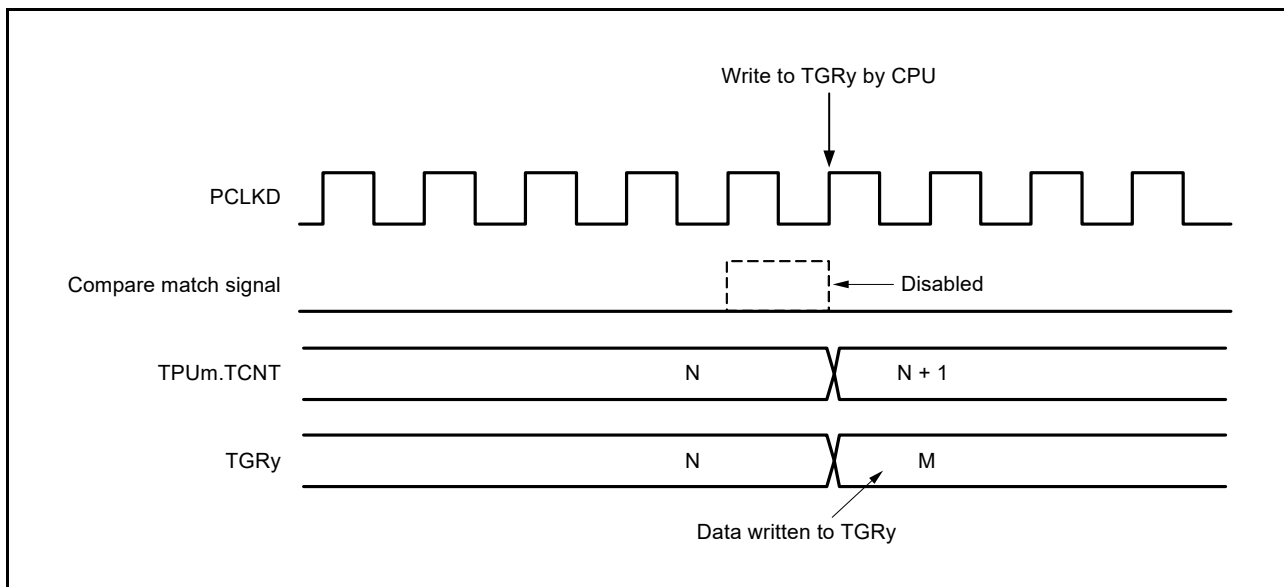 Write to TGRy by CPU
PCLKD
Compare match signal
Disabled
TPUm.TCNT
N
N + 1
TGRy
N
M
Data written to TGRy